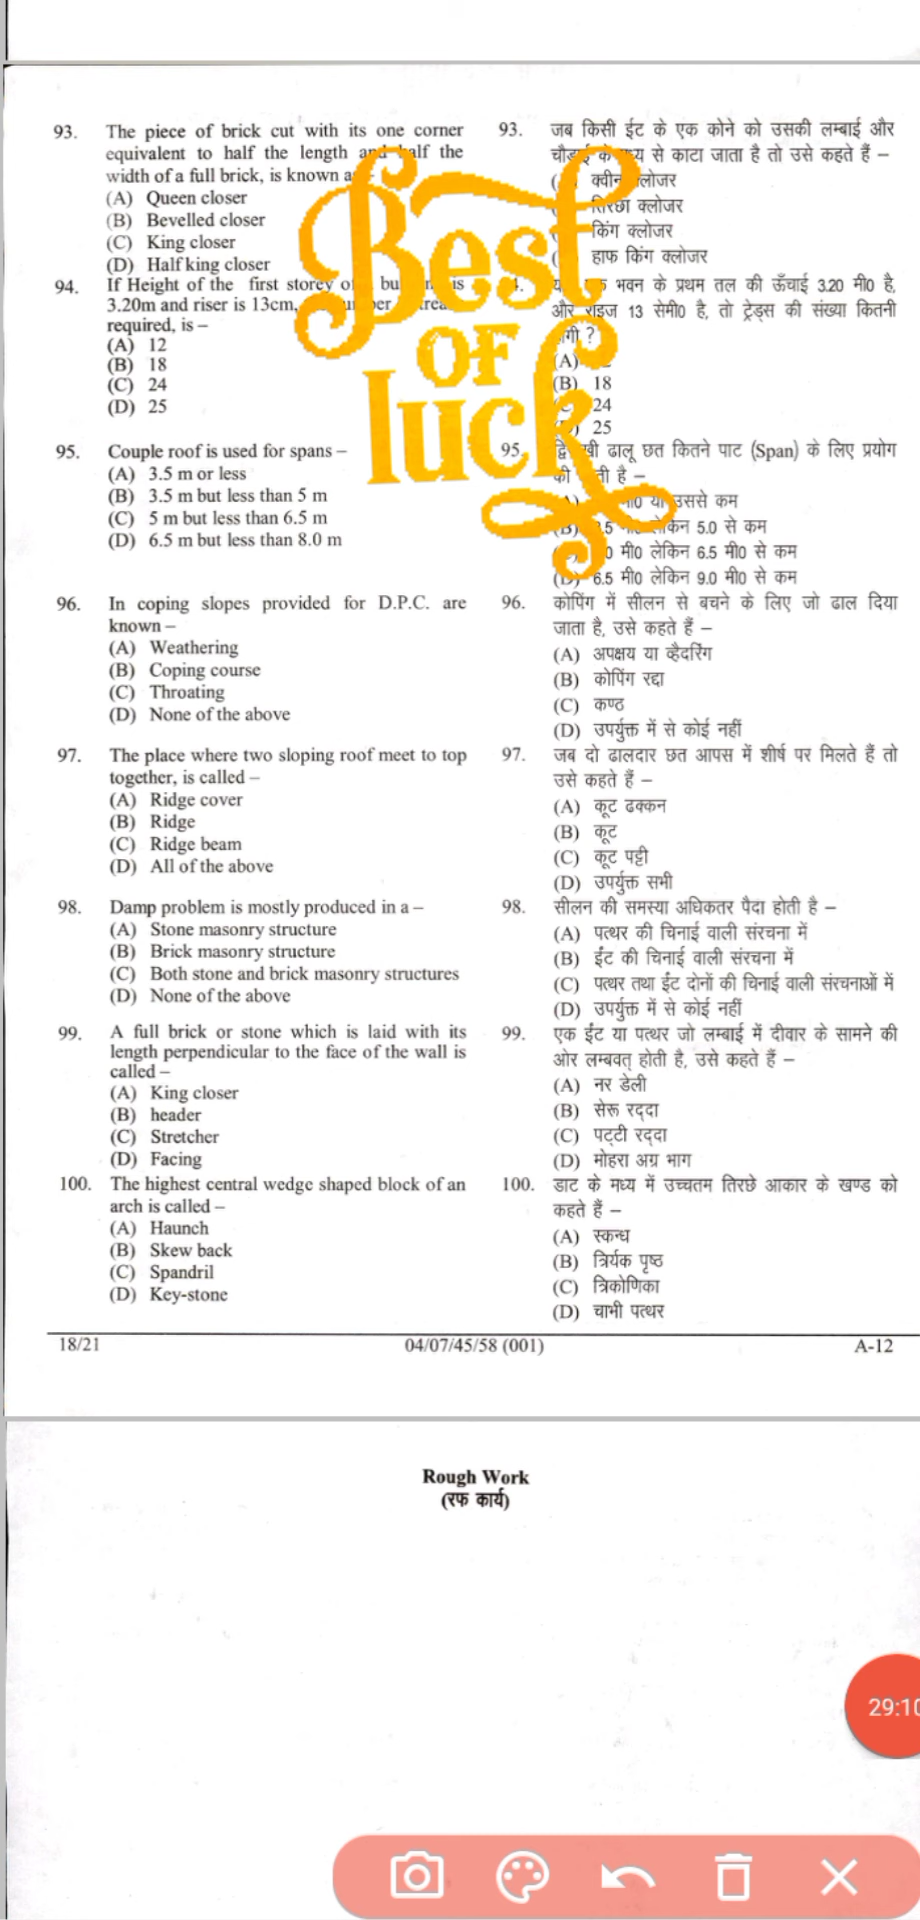 93. The piece of brick cut with its one corner
equivalent to half the length and half the
width of a full brick, is known
(A) Queen closer
(B) Bevelled closer
(C) King closer
(D) Half king closer
94. If Height of the first storey of is
3.20m and riser is 13cm,
required, is –
(A) 12
(B) 18
(C) 24
(D) 25
95. Couple roof is used for spans –
(A) 3.5 m or less
(B) 3.5 m but less than 5 m
(C) 5 m but less than 6.5 m
(D) 6.5 m but less than 8.0 m
96. In coping slopes provided for D.P.C. are
known –
(A) Weathering
(B) Coping course
(C) Throating
(D) None of the above
97. The place where two sloping roof meet to top
together, is called –
(A) Ridge cover
(B) Ridge
(C) Ridge beam
(D) All of the above
98. Damp problem is mostly produced in a –
(A) Stone masonry structure
(B) Brick masonry structure
(C) Both stone and brick masonry structures
(D) None of the above
99. A full brick or stone which is laid with its
length perpendicular to the face of the wall is
called –
(A) King closer
(B) header
(C) Stretcher
(D) Facing
100. The highest central wedge shaped block of an
arch is called –
(A) Haunch
(B) Skew back
(C) Spandril
(D) Key-stone
93. जब किसी ईट के एक कोने को उसकी लम्बाई और
से काटा जाता है तो उसे कहते हैं –
क्लोजर
क्लोजर
किंग क्लोजर
हाफ किंग क्लोजर
भवन के प्रथम तल की ऊँचाई 3.20 मी0 है,
और राइज 13 सेमी0 है, तो ट्रेड्स की संख्या कितनी
?
(A)
(B) 18
24
25
95. ढालू छत कितने पाट (Span) के लिए प्रयोग
की है –
या उससे कम
5.0 से कम
मी0 लेकिन 6.5 मी0 से कम
(D) 6.5 मी0 लेकिन 9.0 मी0 से कम
96. कोपिंग में सीलन से बचने के लिए जो ढाल दिया
जाता है, उसे कहते हैं –
(A) अपक्षय या व्हैदरिंग
(B) कोपिंग रद्दा
(C) कण्ठ
(D) उपर्युक्त में से कोई नहीं
97. जब दो ढालदार छत आपस में शीर्ष पर मिलते हैं तो
उसे कहते हैं –
(A) कूट ढक्कन
(B) कूट
(C) कूट पट्टी
(D) उपर्युक्त सभी
98. सीलन की समस्या अधिकतर पैदा होती है –
(A) पत्थर की चिनाई वाली संरचना में
(B) ईंट की चिनाई वाली संरचना में
(C) पत्थर तथा ईंट दोनों की चिनाई वाली संरचनाओं में
(D) उपर्युक्त में से कोई नहीं
99. एक ईंट या पत्थर जो लम्बाई में दीवार के सामने की
ओर लम्बवत् होती है, उसे कहते हैं –
(A) नर डेली
(B) सेरू रद्दा
(C) पट्टी रद्दा
(D) मोहरा अग्र भाग
100. डाट के मध्य में उच्चतम तिरछे आकार के खण्ड को
कहते हैं –
(A) स्कन्ध
(B) त्रिर्यक पृष्ठ
(C) त्रिकोणिका
(D) चाभी पत्थर
Best
OF
luck
18/21 04/07/45/58 (001) A-12
Rough Work
(रफ कार्य)
29:10